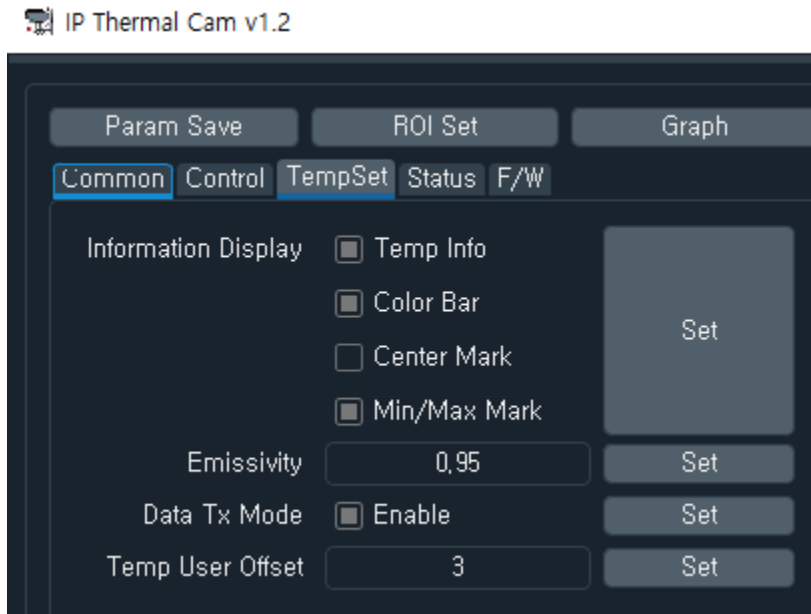 IP Thermal Cam v1.2
Param Save ROI Set Graph
Common Control TempSet Status F/W
Information Display Temp Info
Color Bar
Set
Center Mark
Min/Max Mark
Emissivity 0.95 Set
Data Tx Mode Enable Set
Temp User Offset 3 Set